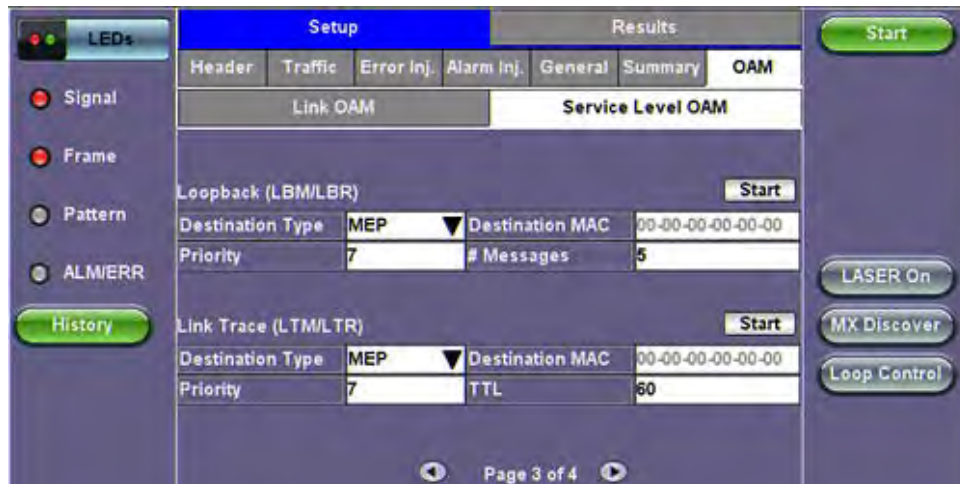 LEDs
Setup
Results
Start
Header
Traffic
Error Inj.
Alarm Inj.
General
Summary
OAM
Signal
Link OAM
Service Level OAM
Frame
Loopback (LBM/LBR)
Start
Pattern
Destination Type
MEP
Destination MAC
00-00-00-00-00-00
Priority
7
# Messages
5
ALM/ERR
LASER On
History
Link Trace (LTM/LTR)
Start
MX Discover
Destination Type
MEP
Destination MAC
00-00-00-00-00-00
Loop Control
Priority
7
TTL
60
Page 3 of 4